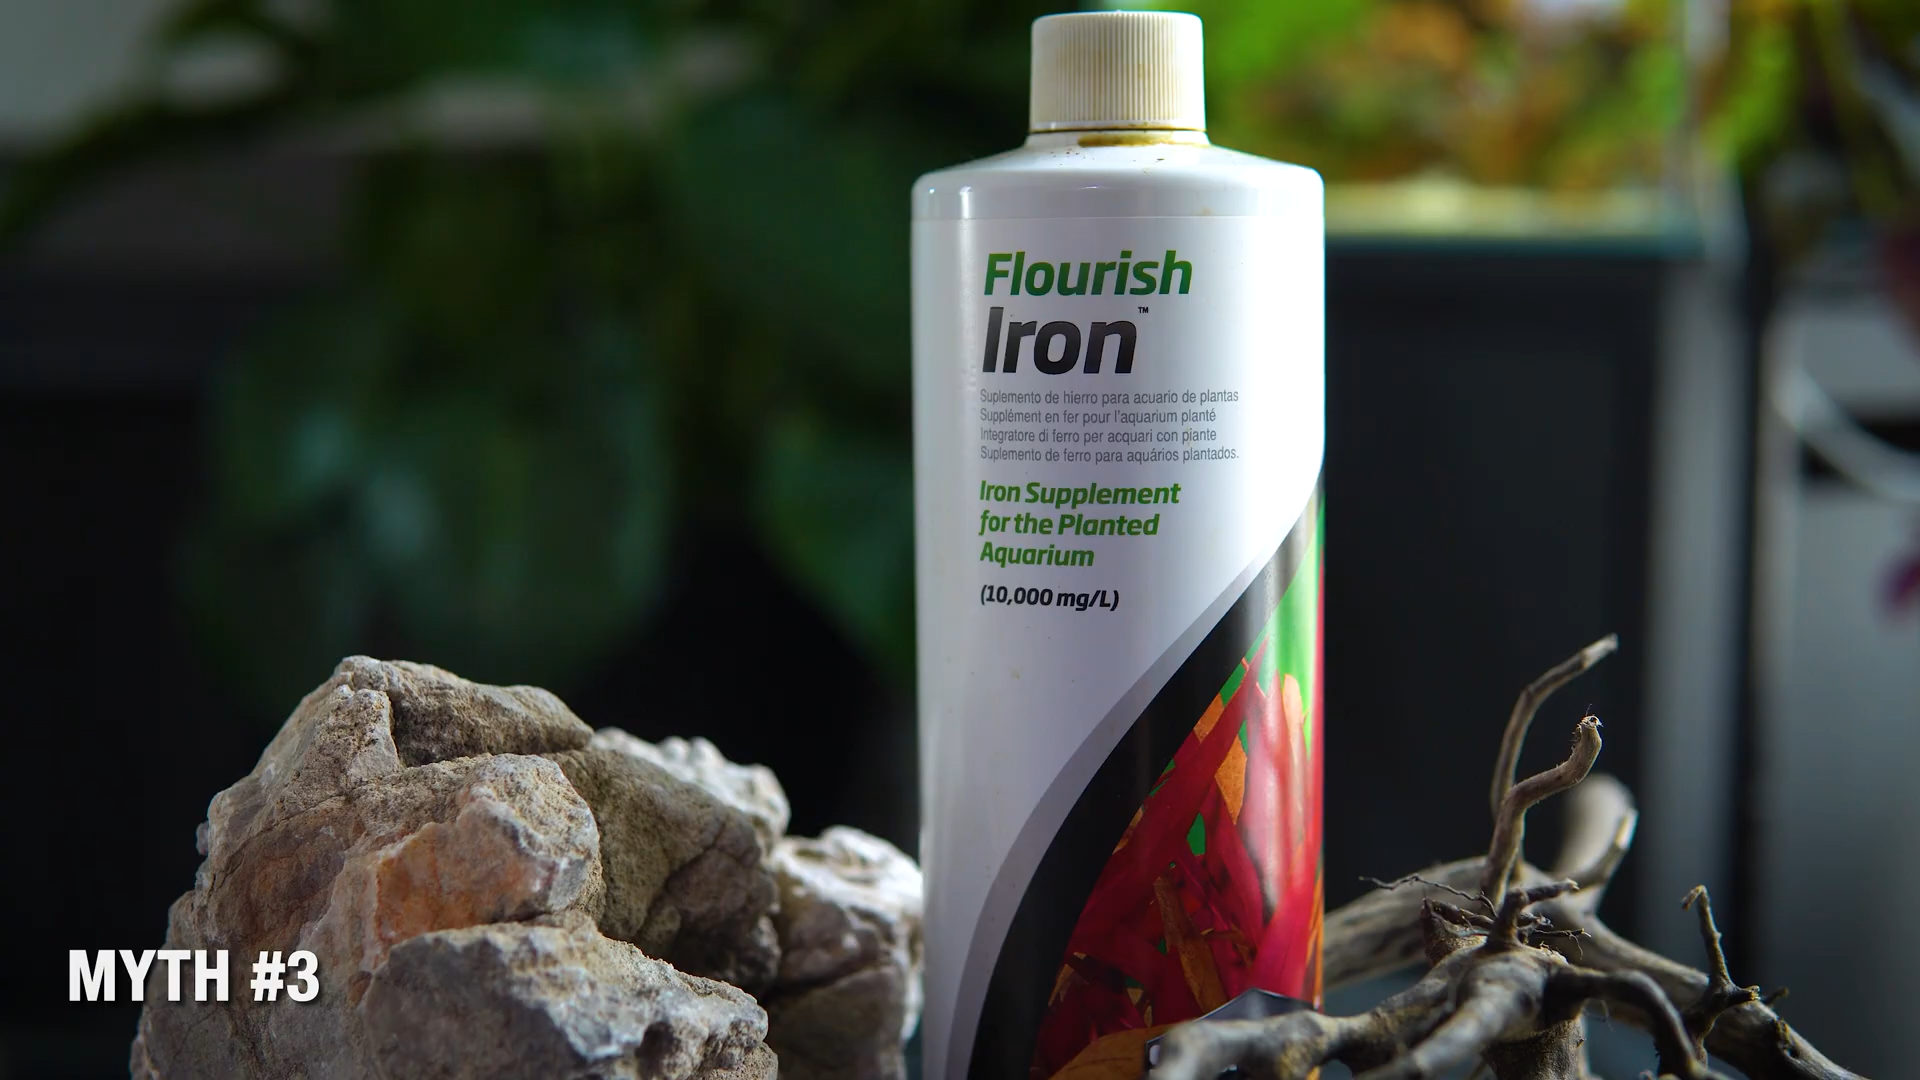 Flourish
Iron™
Suplemento de hierro para acuario de plantas
Supplément en fer pour l'aquarium planté
Integratore di ferro per acquari con piante
Suplemento de ferro para aquários plantados.
Iron Supplement
for the Planted
Aquarium
(10,000 mg/L)
MYTH #3